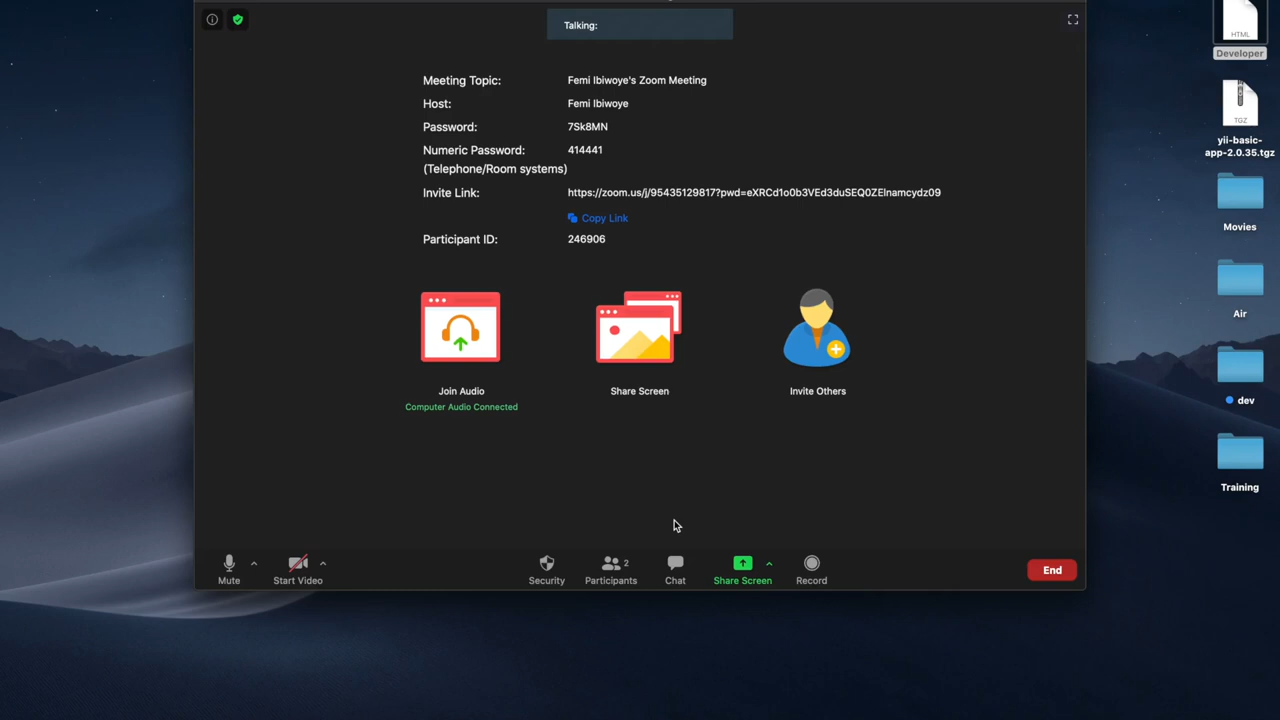 Talking:
Meeting Topic: Femi Ibiwoye's Zoom Meeting
Host: Femi Ibiwoye
Password: 7Sk8MN
Numeric Password: 414441
(Telephone/Room systems)
Invite Link: https://zoom.us/j/95435129817?pwd=eXRCd1o0b3VEd3duSEQ0ZElnamcydz09
Copy Link
Participant ID: 246906
Join Audio
Computer Audio Connected
Share Screen
Invite Others
Mute
Start Video
Security
Participants 2
Chat
Share Screen
Record
End
HTML
Developer
TGZ
yii-basic-
app-2.0.35.tgz
Movies
Air
dev
Training